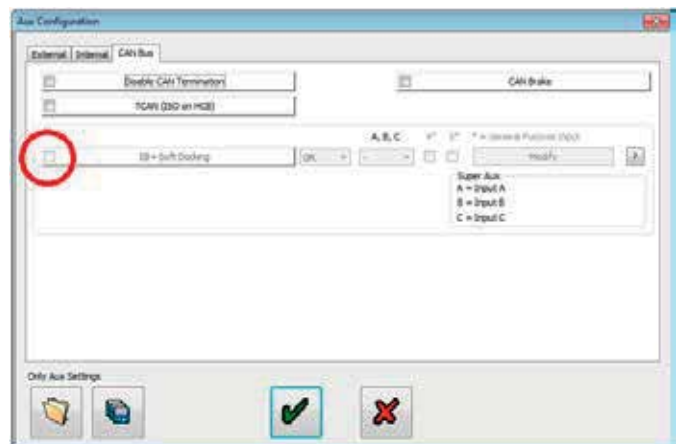 Aux Configuration
External Internal CAN Bus
Disable CAN Termination
CAN Brake
TCAN (ISO on HGB)
A, B, C * = General Purpose Input
Soft Docking - Modify
Super Aux
A = Input A
B = Input B
C = Input C
Only Aux Settings